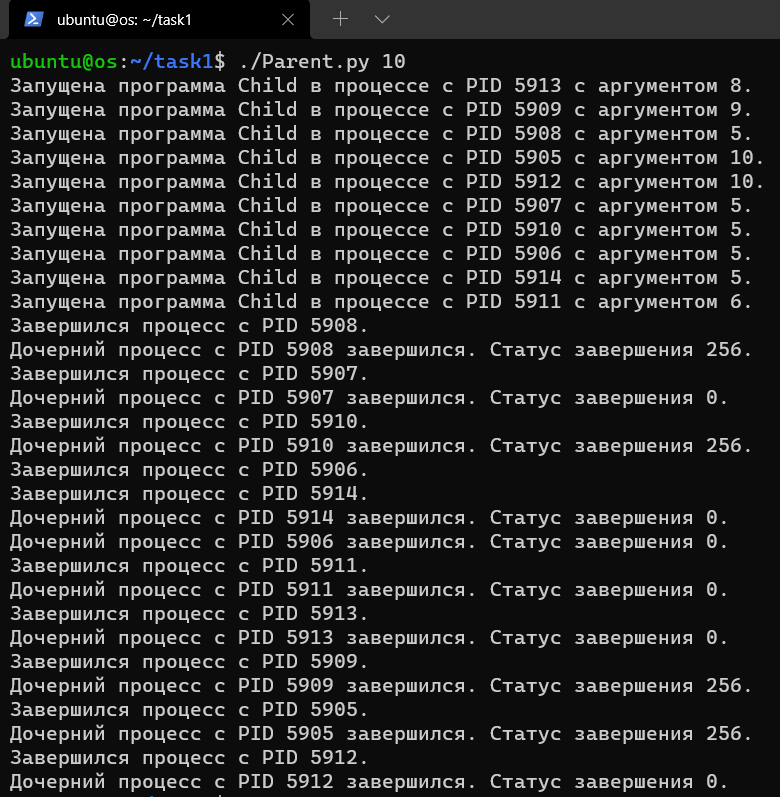 ubuntu@os: ~/task1
ubuntu@os:~/task1$ ./Parent.py 10
Запущена программа Child в процессе с PID 5913 с аргументом 8.
Запущена программа Child в процессе с PID 5909 с аргументом 9.
Запущена программа Child в процессе с PID 5908 с аргументом 5.
Запущена программа Child в процессе с PID 5905 с аргументом 10.
Запущена программа Child в процессе с PID 5912 с аргументом 10.
Запущена программа Child в процессе с PID 5907 с аргументом 5.
Запущена программа Child в процессе с PID 5910 с аргументом 5.
Запущена программа Child в процессе с PID 5906 с аргументом 5.
Запущена программа Child в процессе с PID 5914 с аргументом 5.
Запущена программа Child в процессе с PID 5911 с аргументом 6.
Завершился процесс с PID 5908.
Дочерний процесс с PID 5908 завершился. Статус завершения 256.
Завершился процесс с PID 5907.
Дочерний процесс с PID 5907 завершился. Статус завершения 0.
Завершился процесс с PID 5910.
Дочерний процесс с PID 5910 завершился. Статус завершения 256.
Завершился процесс с PID 5906.
Завершился процесс с PID 5914.
Дочерний процесс с PID 5914 завершился. Статус завершения 0.
Дочерний процесс с PID 5906 завершился. Статус завершения 0.
Завершился процесс с PID 5911.
Дочерний процесс с PID 5911 завершился. Статус завершения 0.
Завершился процесс с PID 5913.
Дочерний процесс с PID 5913 завершился. Статус завершения 0.
Завершился процесс с PID 5909.
Дочерний процесс с PID 5909 завершился. Статус завершения 256.
Завершился процесс с PID 5905.
Дочерний процесс с PID 5905 завершился. Статус завершения 256.
Завершился процесс с PID 5912.
Дочерний процесс с PID 5912 завершился. Статус завершения 0.